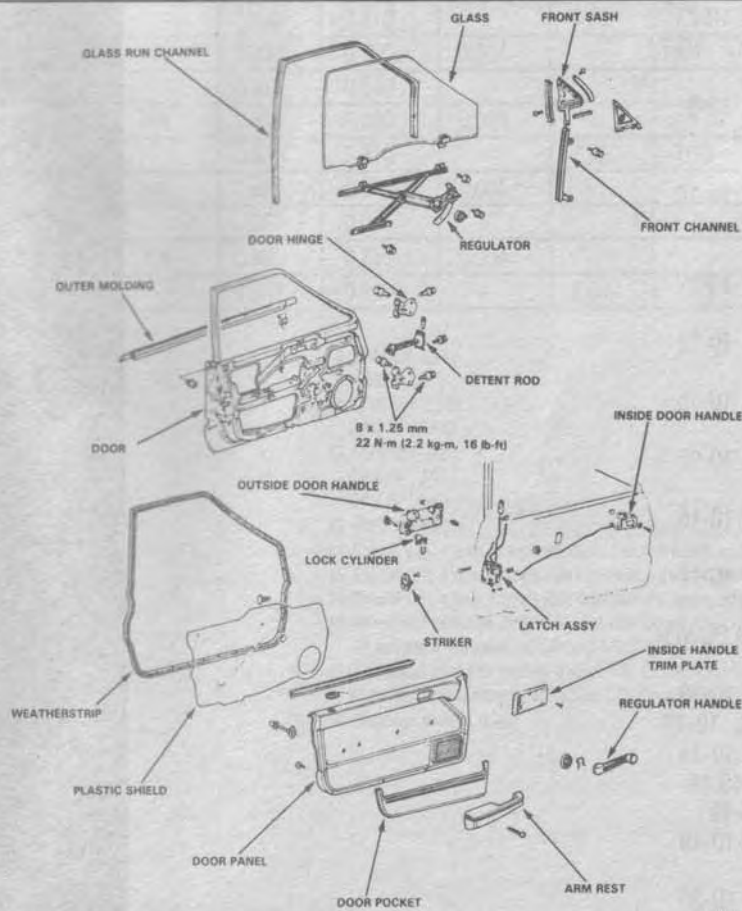 GLASS
FRONT SASH
GLASS RUN CHANNEL
FRONT CHANNEL
DOOR HINGE
REGULATOR
OUTER MOLDING
DETENT ROD
8 x 1.25 mm
22 N·m (2.2 kg-m, 16 lb-ft)
INSIDE DOOR HANDLE
DOOR
OUTSIDE DOOR HANDLE
LOCK CYLINDER
LATCH ASSY
STRIKER
INSIDE HANDLE
TRIM PLATE
REGULATOR HANDLE
WEATHERSTRIP
PLASTIC SHIELD
DOOR PANEL
ARM REST
DOOR POCKET